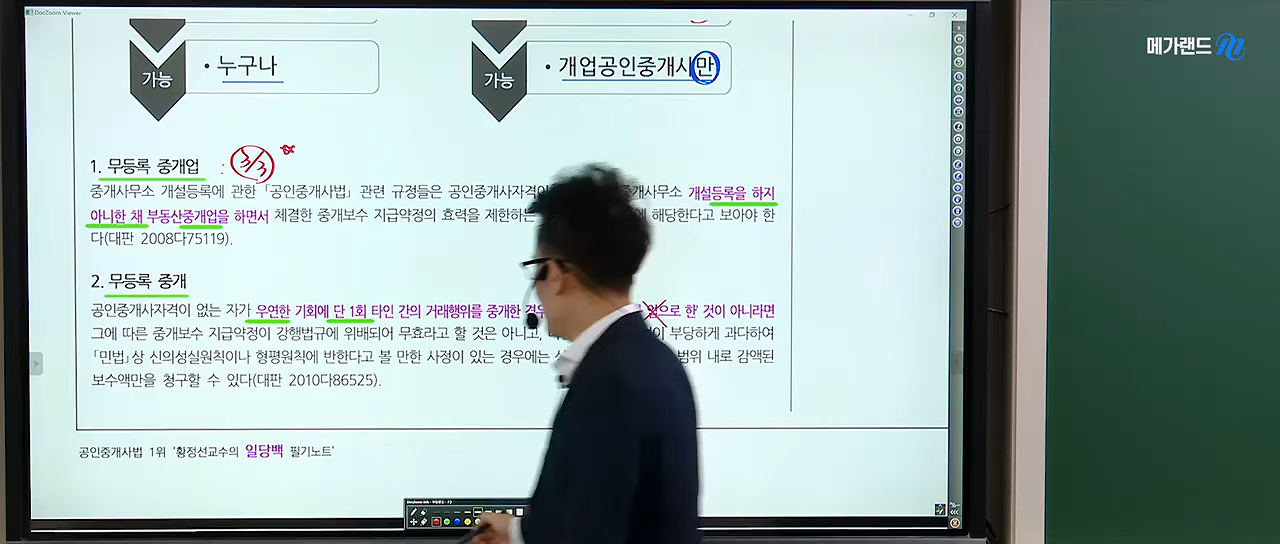 DocZoom Viewer
메가랜드
가능
• 누구나
가능
• 개업공인중개사만
1. 무등록 중개업 : 3/3
중개사무소 개설등록에 관한 「공인중개사법」 관련 규정들은 공인중개사자격이 중개사무소 개설등록을 하지
아니한 채 부동산중개업을 하면서 체결한 중개보수 지급약정의 효력을 제한하는 해당한다고 보아야 한
다(대판 2008다75119).
2. 무등록 중개
공인중개사자격이 없는 자가 우연한 기회에 단 1회 타인 간의 거래행위를 중개한 경우 으로 한' 것이 아니라면
그에 따른 중개보수 지급약정이 강행법규에 위배되어 무효라고 할 것은 아니고, 부당하게 과다하여
「민법」상 신의성실원칙이나 형평원칙에 반한다고 볼 만한 사정이 있는 경우에는 범위 내로 감액된
보수액만을 청구할 수 있다(대판 2010다86525).
공인중개사법 1위 '황정선교수의 일당백 필기노트'